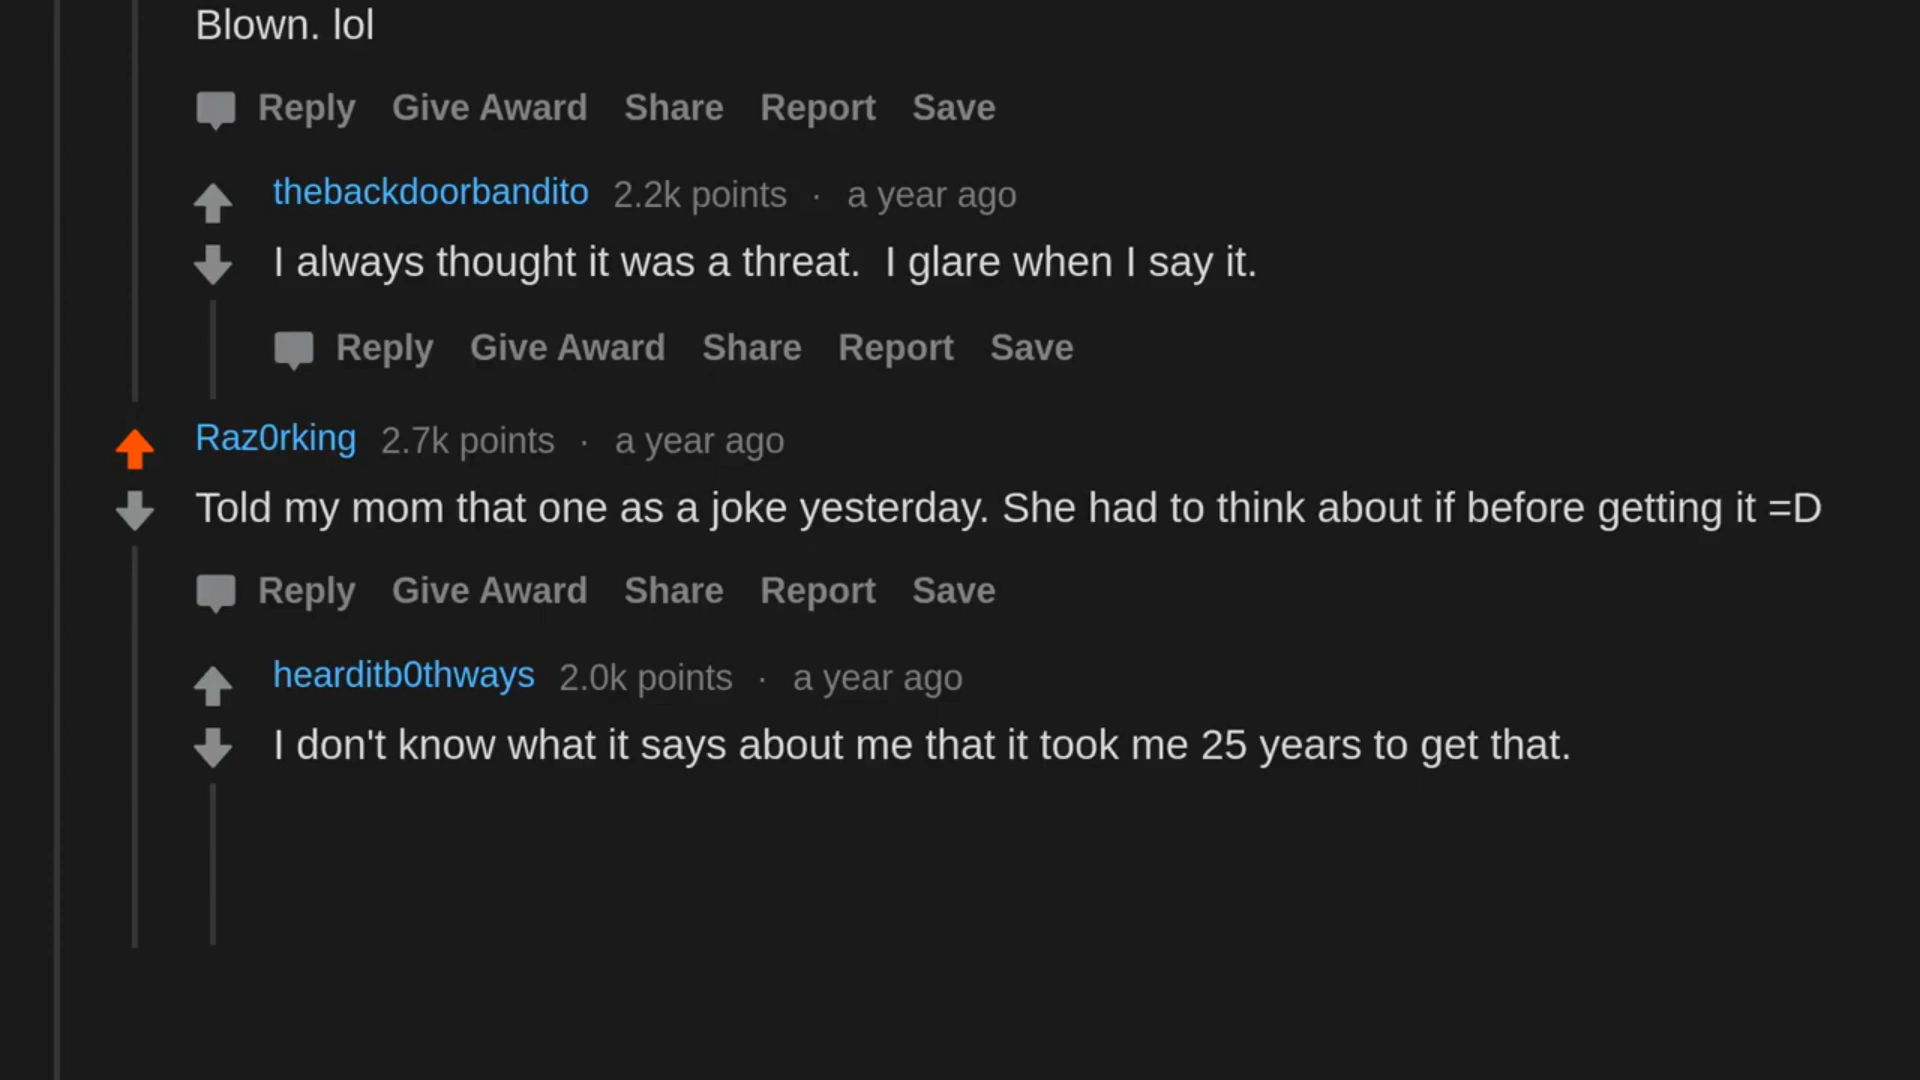 Blown. lol
Reply Give Award Share Report Save
thebackdoorbandito 2.2k points · a year ago
I always thought it was a threat.  I glare when I say it.
Reply Give Award Share Report Save
Raz0rking 2.7k points · a year ago
Told my mom that one as a joke yesterday. She had to think about if before getting it =D
Reply Give Award Share Report Save
hearditb0thways 2.0k points · a year ago
I don't know what it says about me that it took me 25 years to get that.